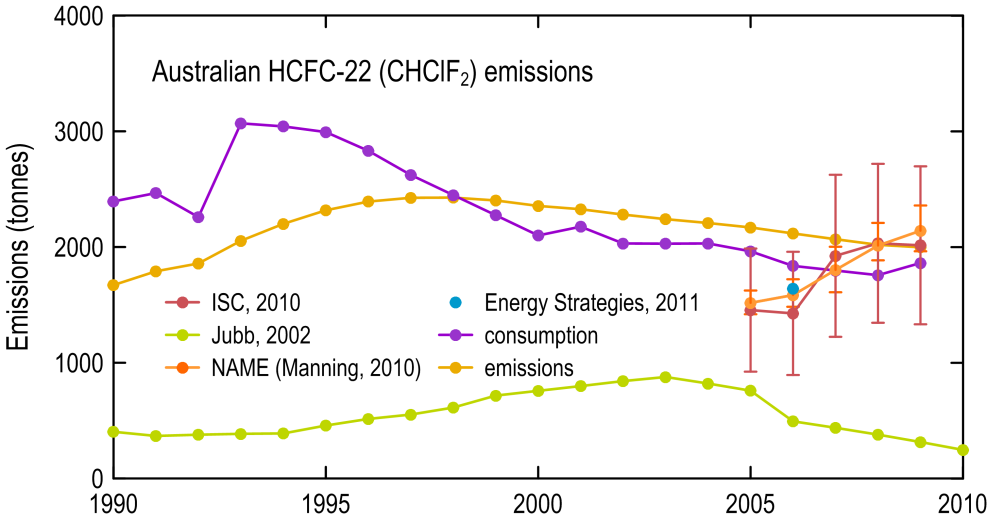 4000
Australian HCFC-22 (CHClF₂) emissions
3000
Emissions (tonnes)
2000
ISC, 2010
Energy Strategies, 2011
Jubb, 2002
consumption
NAME (Manning, 2010)
emissions
1000
0
1990 1995 2000 2005 2010